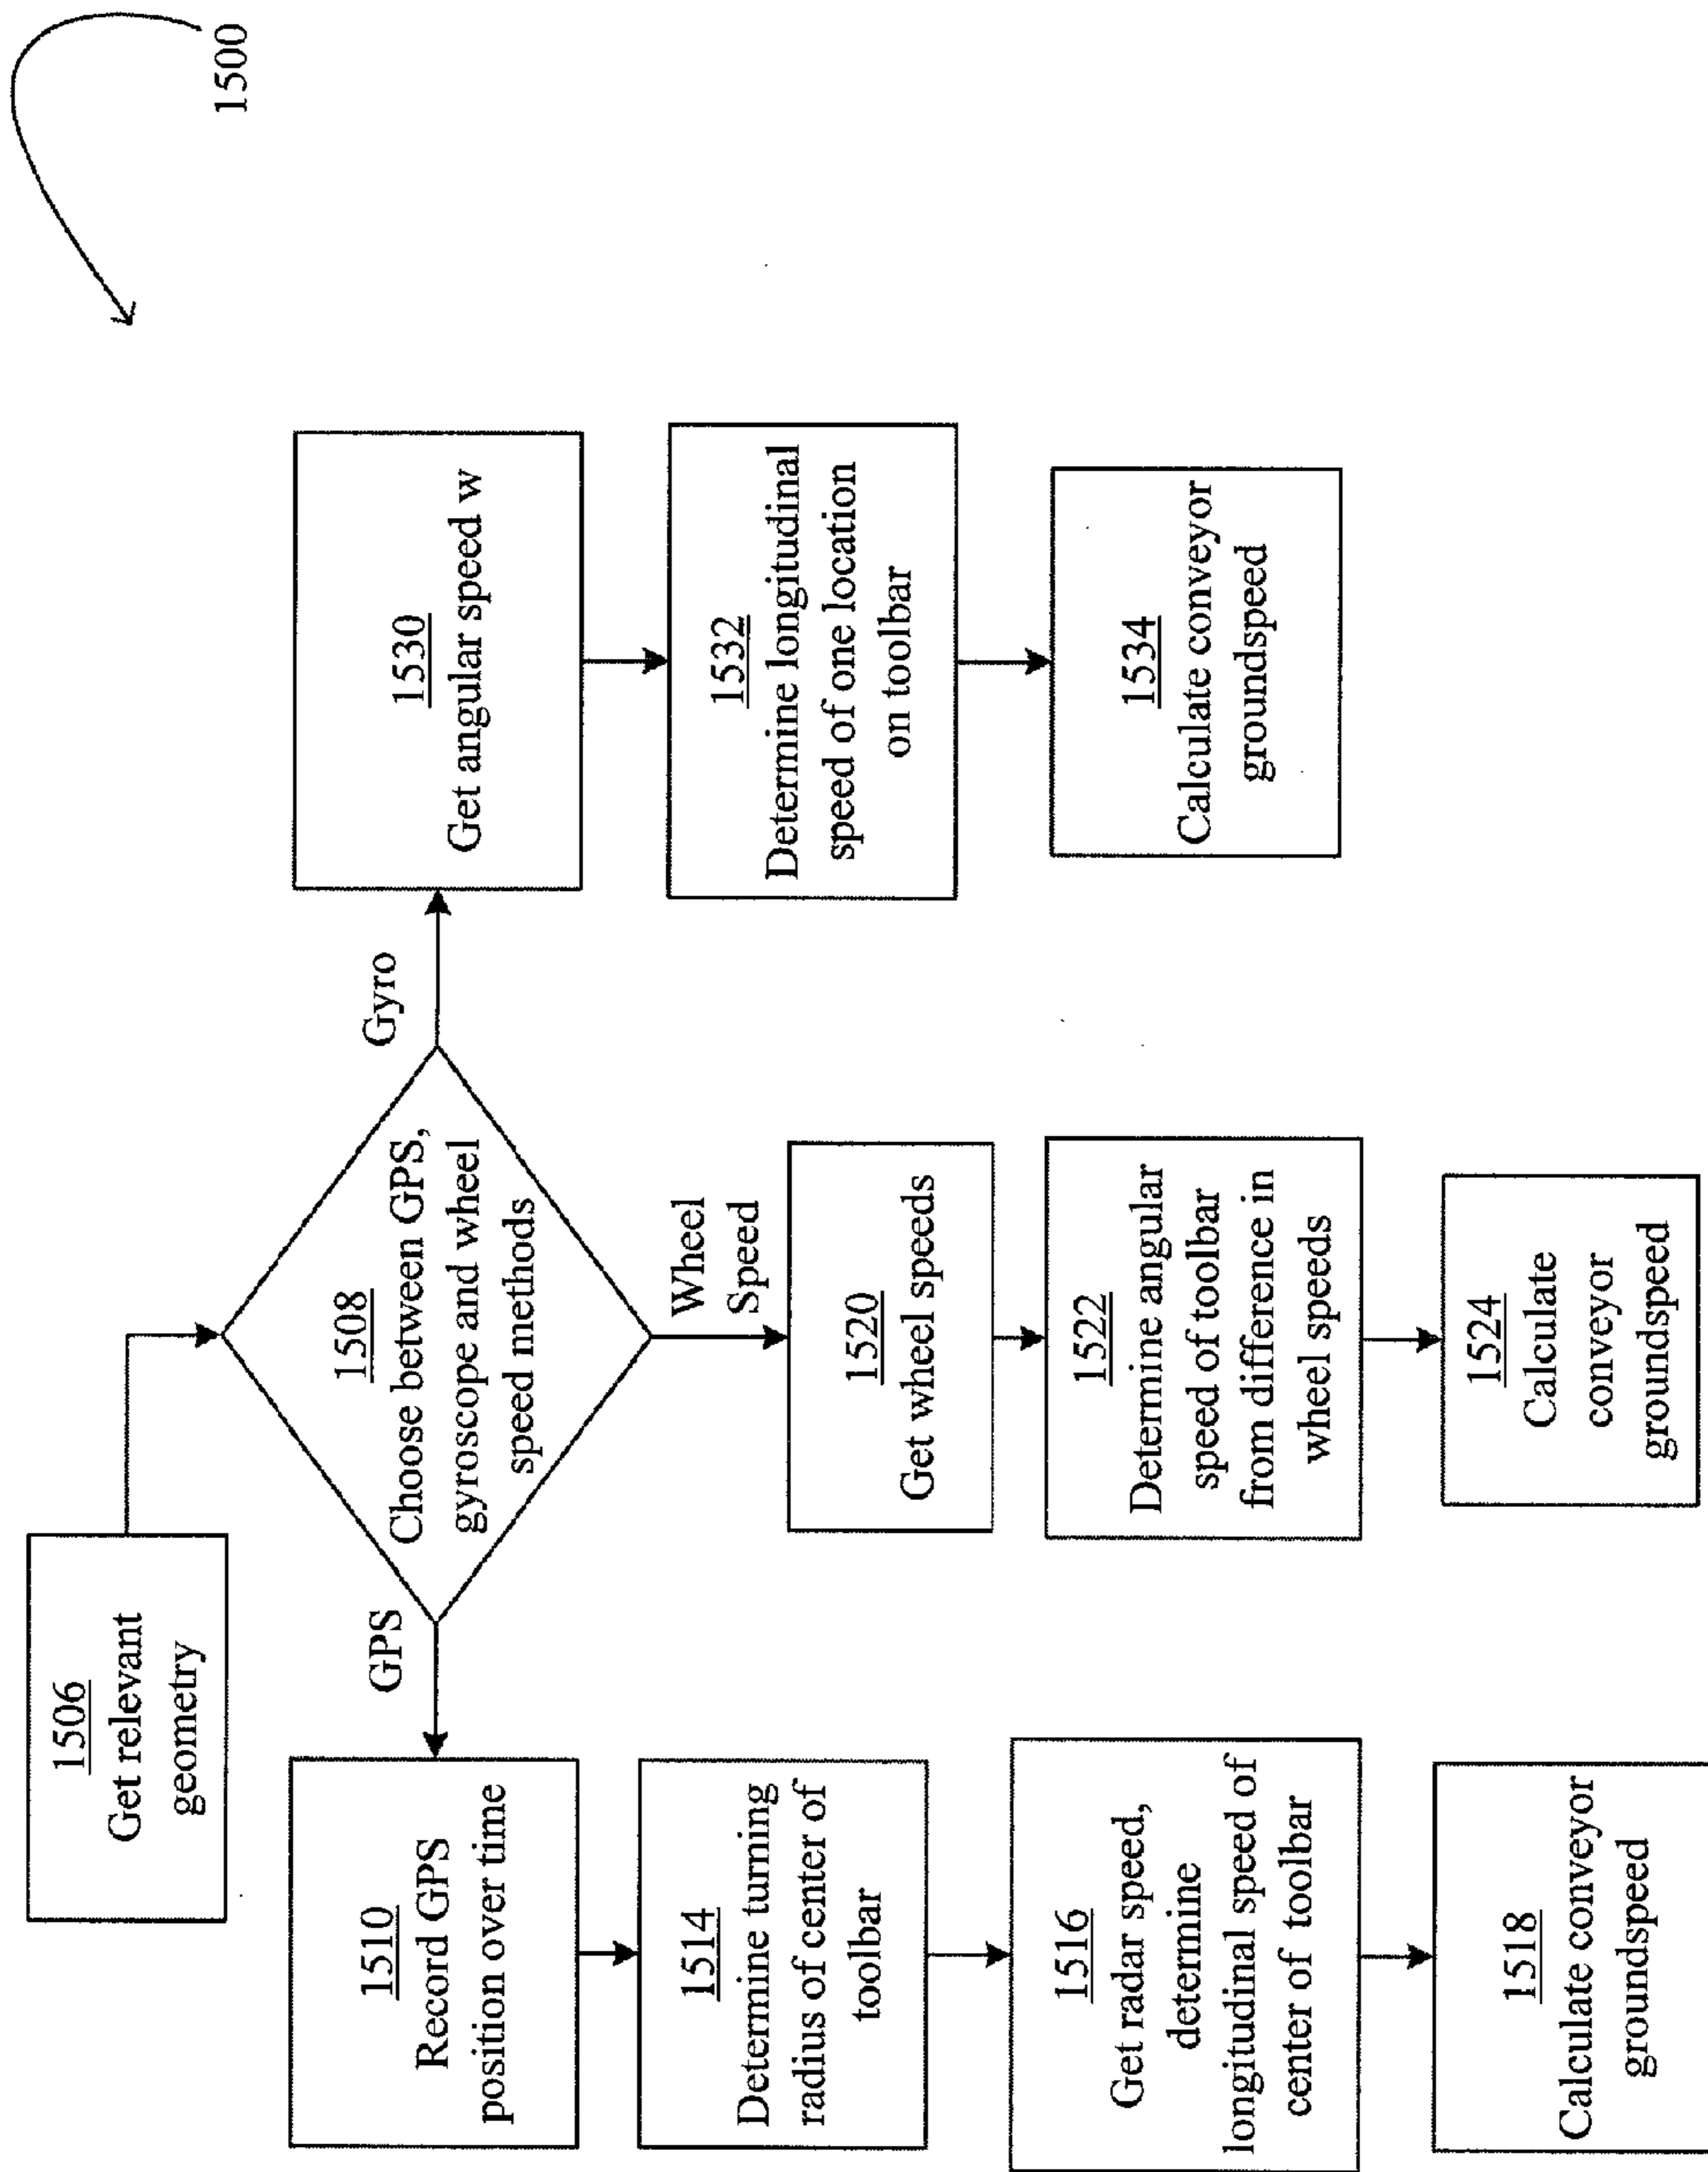 1500
1506
Get relevant
geometry
1508
Choose between GPS,
gyroscope and wheel
speed methods
GPS
Gyro
Wheel
Speed
1510
Record GPS
position over time
1514
Determine turning
radius of center of
toolbar
1516
Get radar speed,
determine
longitudinal speed of
center of toolbar
1518
Calculate conveyor
groundspeed
1520
Get wheel speeds
1522
Determine angular
speed of toolbar
from difference in
wheel speeds
1524
Calculate
conveyor
groundspeed
1530
Get angular speed w
1532
Determine longitudinal
speed of one location
on toolbar
1534
Calculate conveyor
groundspeed